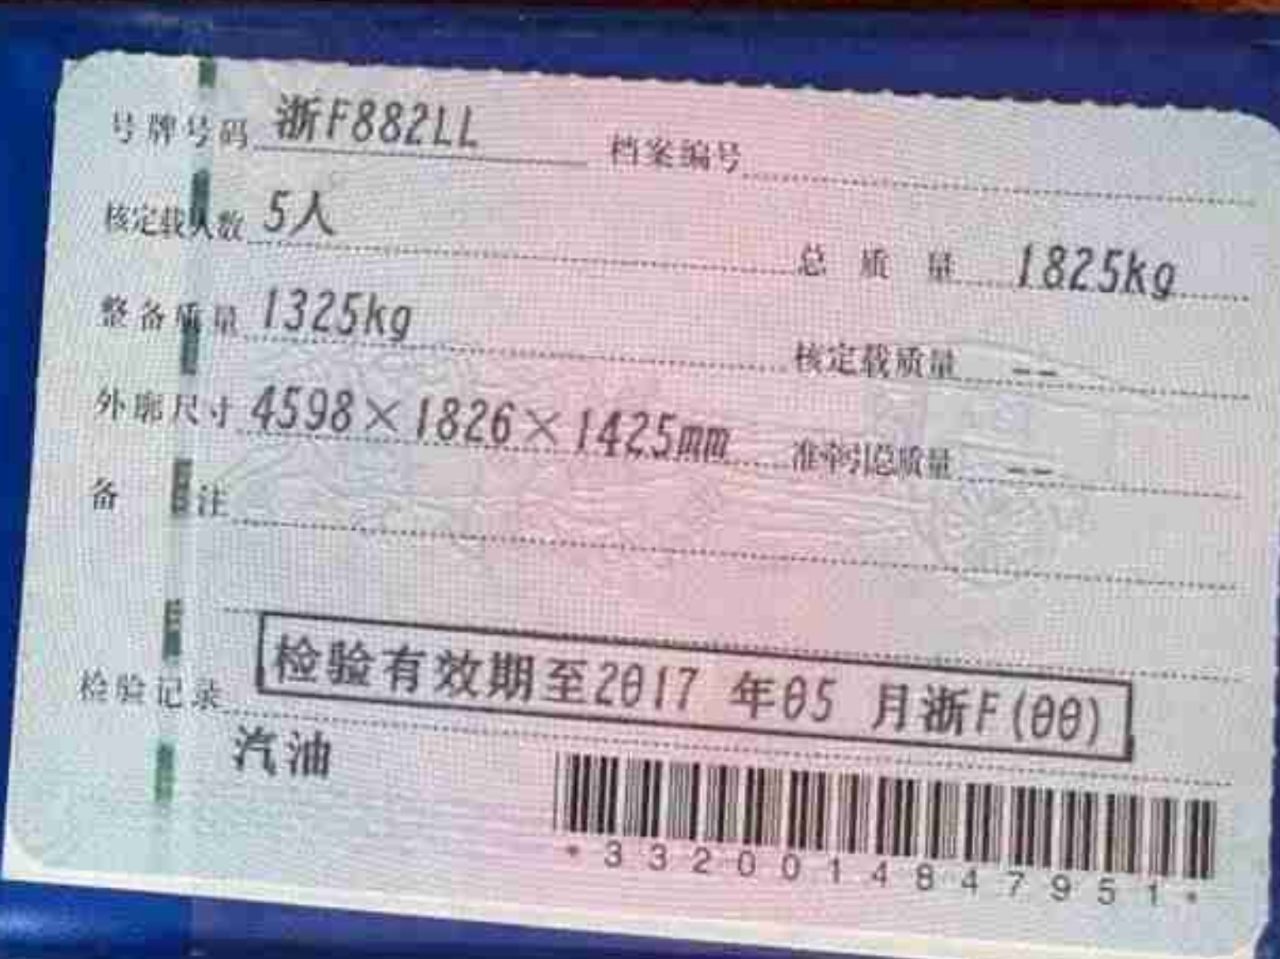 号牌号码 浙F882LL 档案编号
核定载人数 5人 总质量 1825kg
整备质量 1325kg 核定载质量 --
外廓尺寸 4598×1826×1425mm 准牵引总质量 --
备注
检验记录 检验有效期至2017年05月浙F(00)
汽油
*3320014847951*